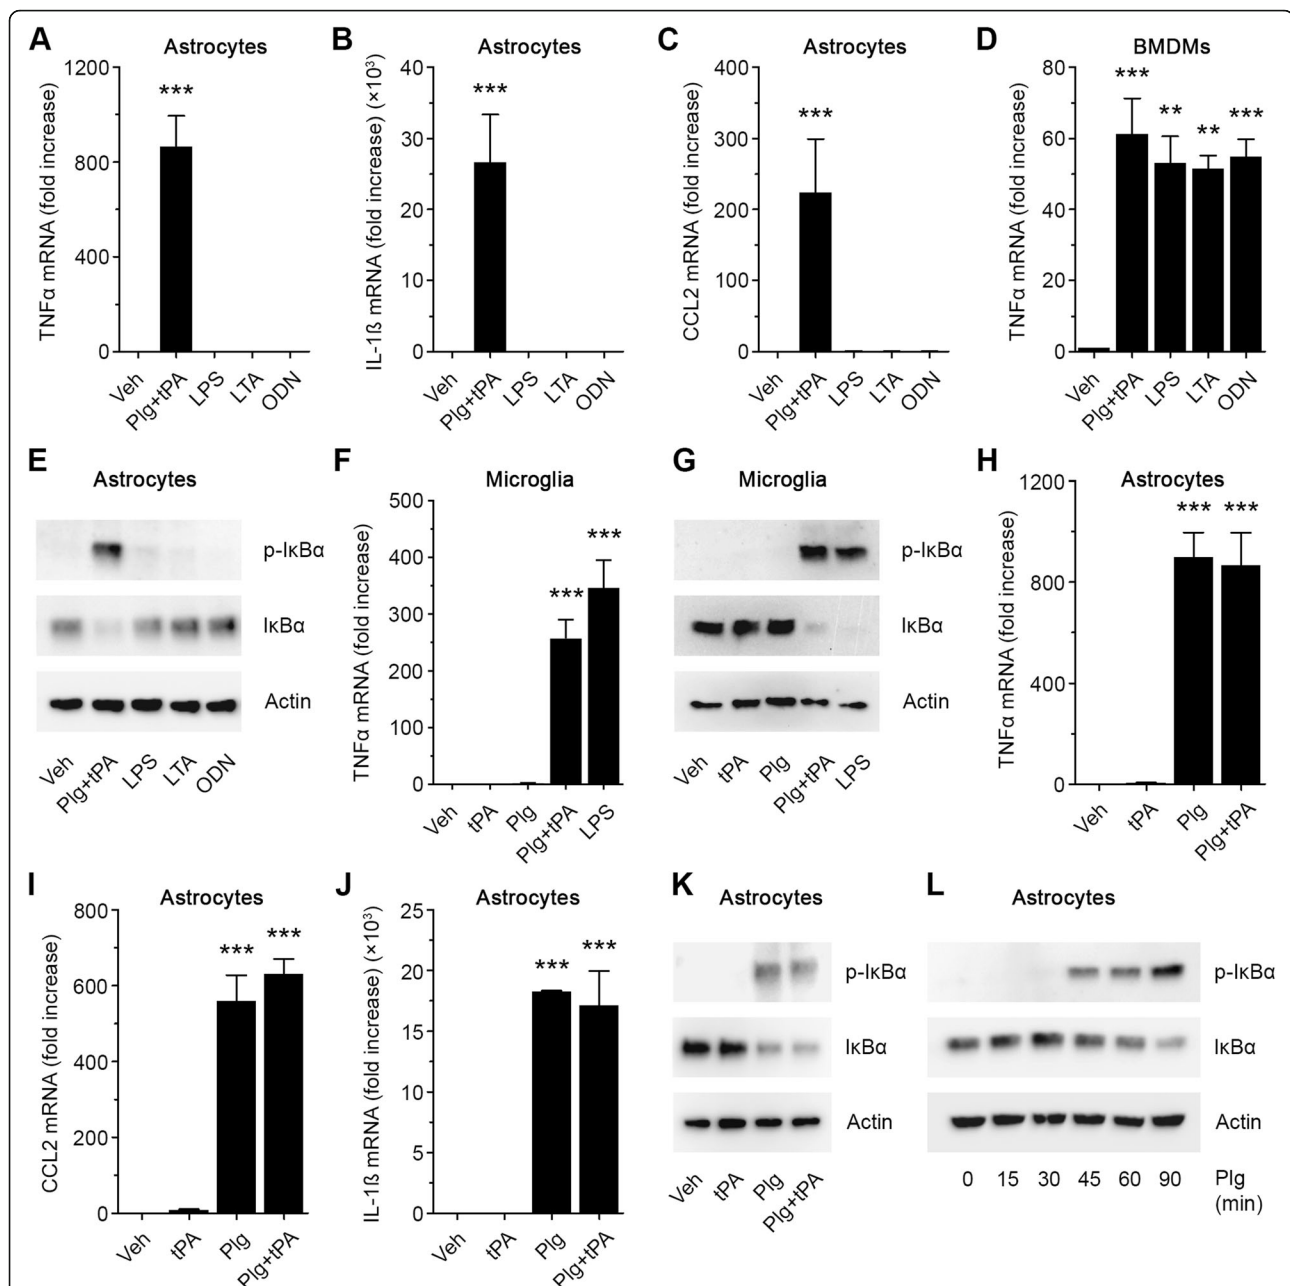 A
Astrocytes
TNFα mRNA (fold increase)
1200
800
400
0
***
Veh
Plg+tPA
LPS
LTA
ODN
B
Astrocytes
IL-1ß mRNA (fold increase) (×10³)
40
30
20
10
0
***
Veh
Plg+tPA
LPS
LTA
ODN
C
Astrocytes
CCL2 mRNA (fold increase)
400
300
200
100
0
***
Veh
Plg+tPA
LPS
LTA
ODN
D
BMDMs
TNFα mRNA (fold increase)
80
60
40
20
0
***
**
**
***
Veh
Plg+tPA
LPS
LTA
ODN
E
Astrocytes
p-IκBα
IκBα
Actin
Veh
Plg+tPA
LPS
LTA
ODN
F
Microglia
TNFα mRNA (fold increase)
500
400
300
200
100
0
***
***
Veh
tPA
Plg
Plg+tPA
LPS
G
Microglia
p-IκBα
IκBα
Actin
Veh
tPA
Plg
Plg+tPA
LPS
H
Astrocytes
TNFα mRNA (fold increase)
1200
800
400
0
***
***
Veh
tPA
Plg
Plg+tPA
I
Astrocytes
CCL2 mRNA (fold increase)
800
600
400
200
0
***
***
Veh
tPA
Plg
Plg+tPA
J
Astrocytes
IL-1ß mRNA (fold increase) (×10³)
25
20
15
10
5
0
***
***
Veh
tPA
Plg
Plg+tPA
K
Astrocytes
p-IκBα
IκBα
Actin
Veh
tPA
Plg
Plg+tPA
L
Astrocytes
p-IκBα
IκBα
Actin
0 15 30 45 60 90 Plg
(min)